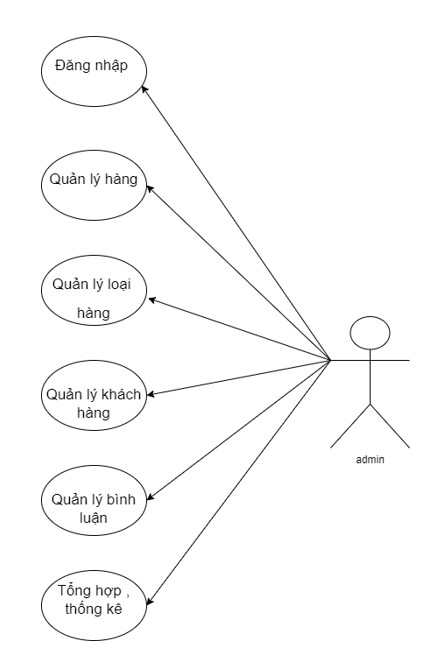 Đăng nhập
Quản lý hàng
Quản lý loại
hàng
Quản lý khách
hàng
Quản lý bình
luận
Tổng hợp ,
thống kê
admin